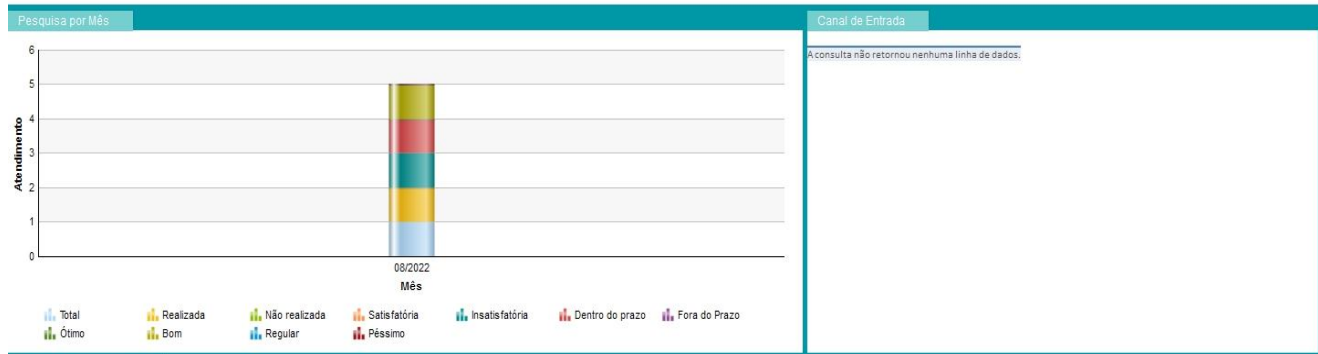 Pesquisa por Mês
Canal de Entrada
A consulta não retornou nenhuma linha de dados.
6
5
4
3
2
1
0
Atendimento
08/2022
Mês
Total Realizada Não realizada Satisfatória Insatisfatória Dentro do prazo Fora do Prazo
Ótimo Bom Regular Péssimo